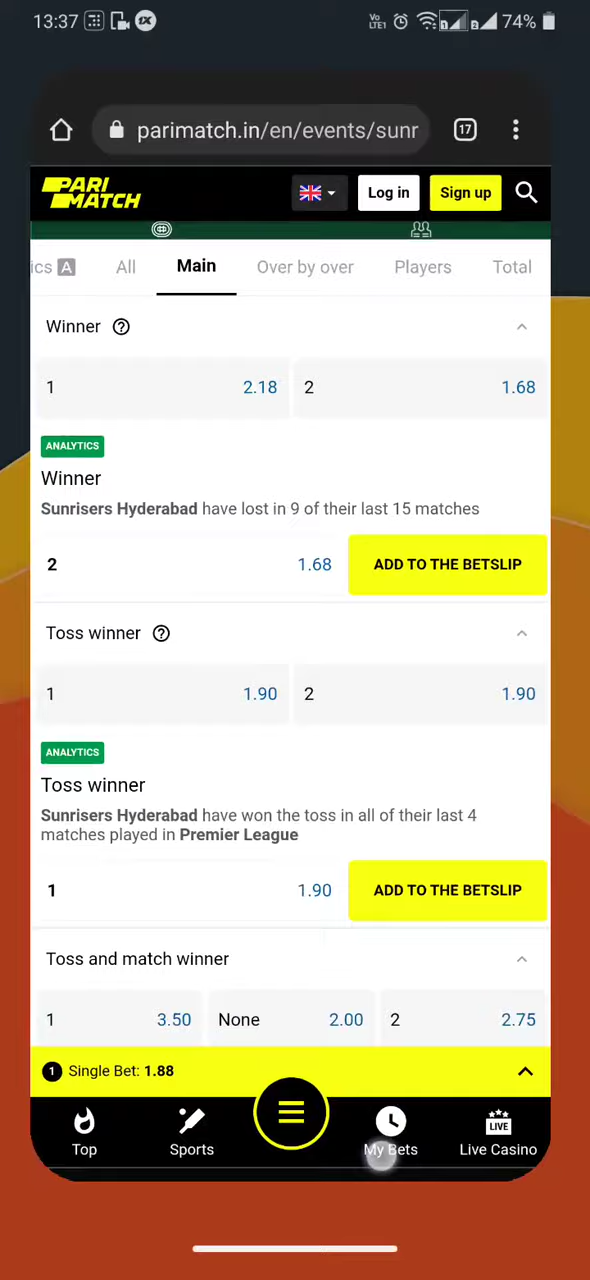 13:37
Vo LTE1
1
2
74%
parimatch.in/en/events/sunr
17
PARI MATCH
Log in
Sign up
ics A
All
Main
Over by over
Players
Total
Winner ?
1 2.18
2 1.68
ANALYTICS
Winner
Sunrisers Hyderabad have lost in 9 of their last 15 matches
2 1.68
ADD TO THE BETSLIP
Toss winner ?
1 1.90
2 1.90
ANALYTICS
Toss winner
Sunrisers Hyderabad have won the toss in all of their last 4
matches played in Premier League
1 1.90
ADD TO THE BETSLIP
Toss and match winner
1 3.50
None 2.00
2 2.75
1 Single Bet: 1.88
Top
Sports
My Bets
LIVE
Live Casino